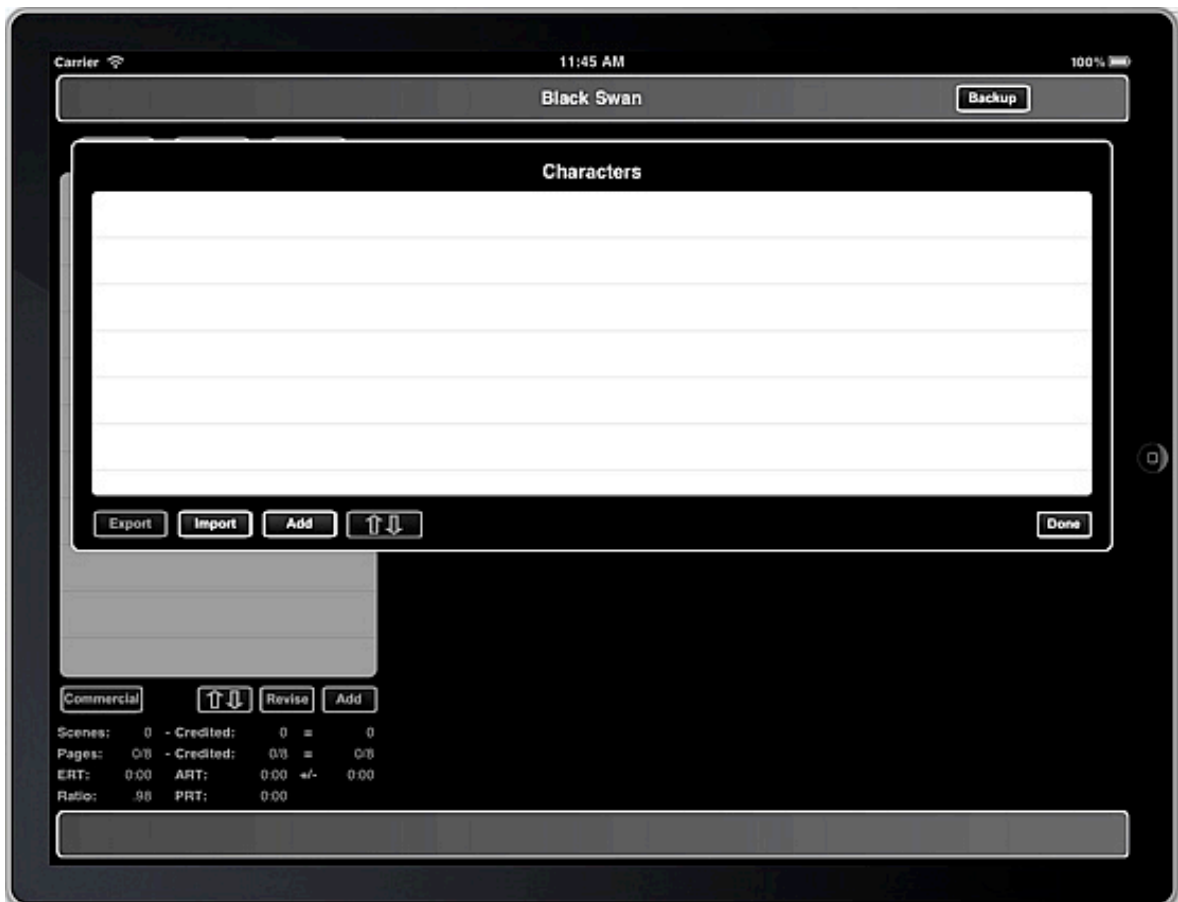 Carrier 11:45 AM 100%
Black Swan Backup
Characters
Export Import Add Done
Commercial Revise Add
Scenes: 0 - Credited: 0 = 0
Pages: 0/8 - Credited: 0/8 = 0/8
ERT: 0:00 ART: 0:00 +/- 0:00
Ratio: .98 PRT: 0:00